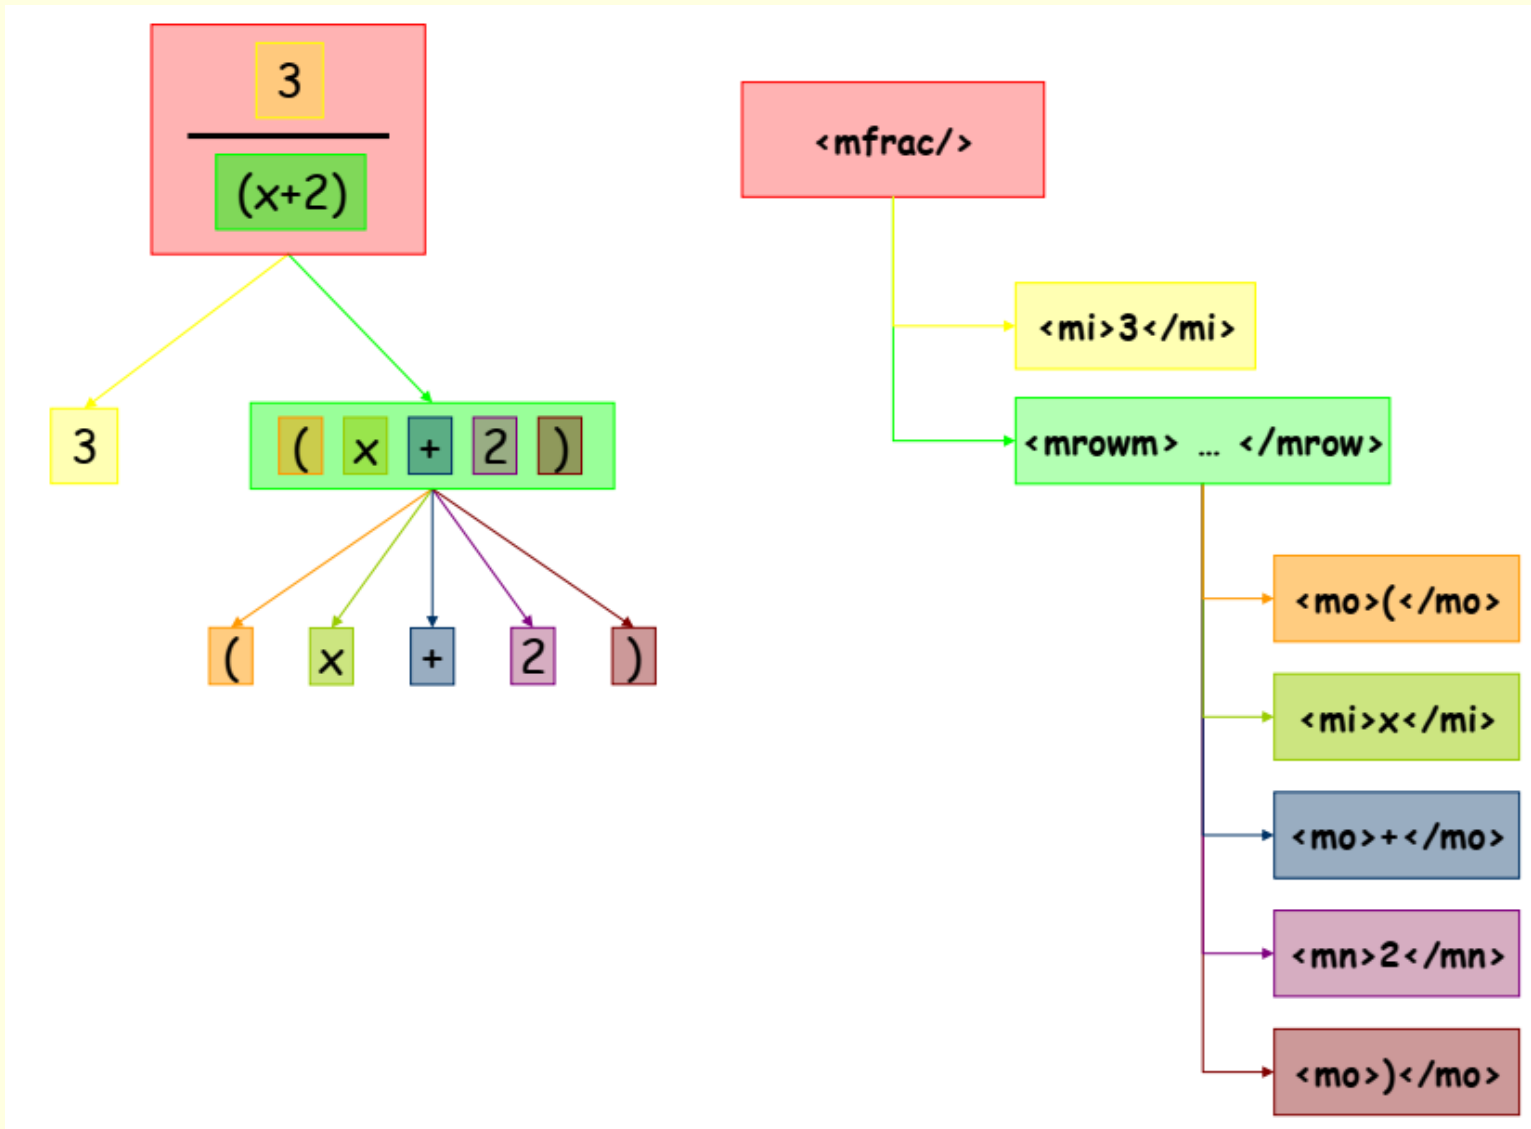 3
(x+2)
3
( x + 2 )
( x + 2 )
<mfrac/>
<mi>3</mi>
<mrowm> ... </mrow>
<mo>(</mo>
<mi>x</mi>
<mo>+</mo>
<mn>2</mn>
<mo>)</mo>